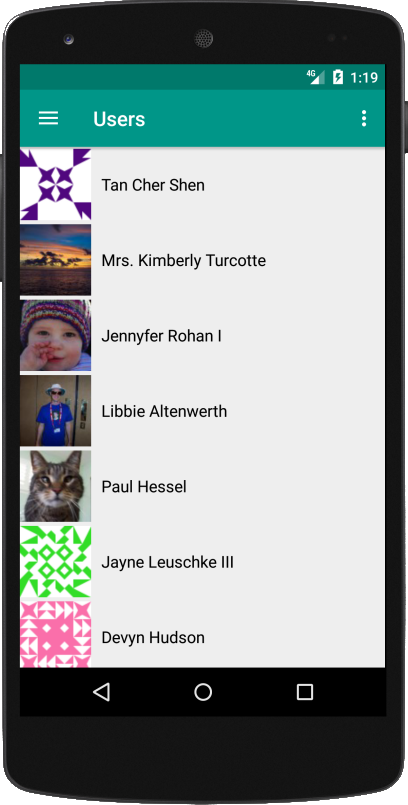 4G 1:19
Users
Tan Cher Shen
Mrs. Kimberly Turcotte
Jennyfer Rohan I
Libbie Altenwerth
Paul Hessel
Jayne Leuschke III
Devyn Hudson